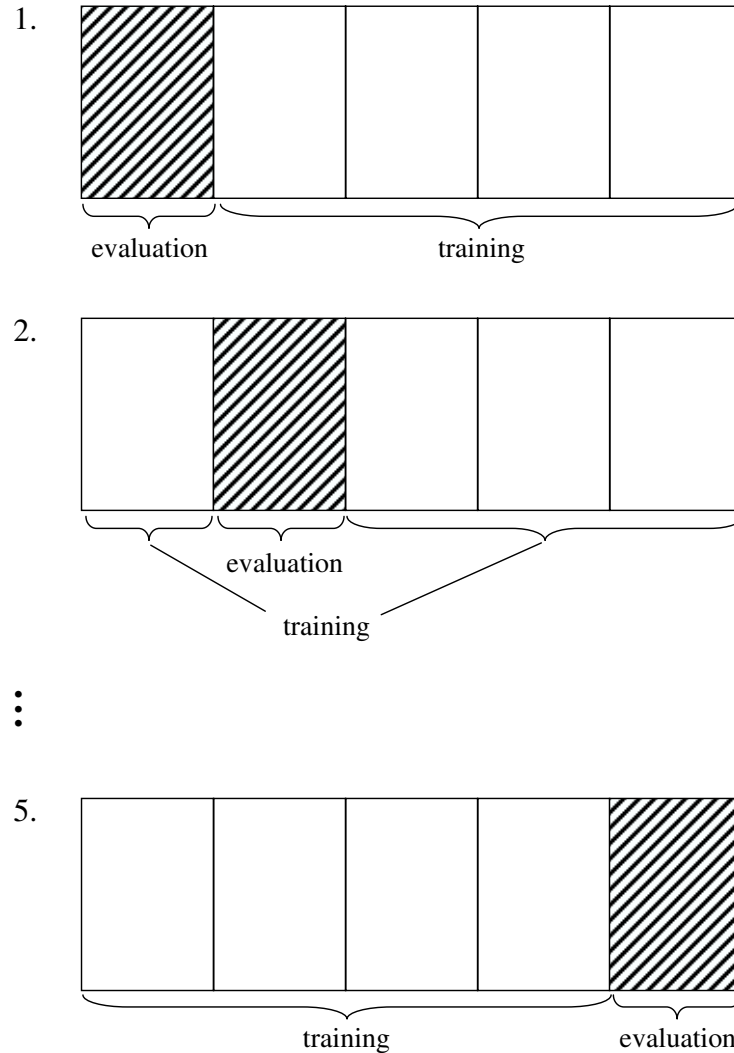 1.
evaluation training
2.
evaluation
training
5.
training evaluation